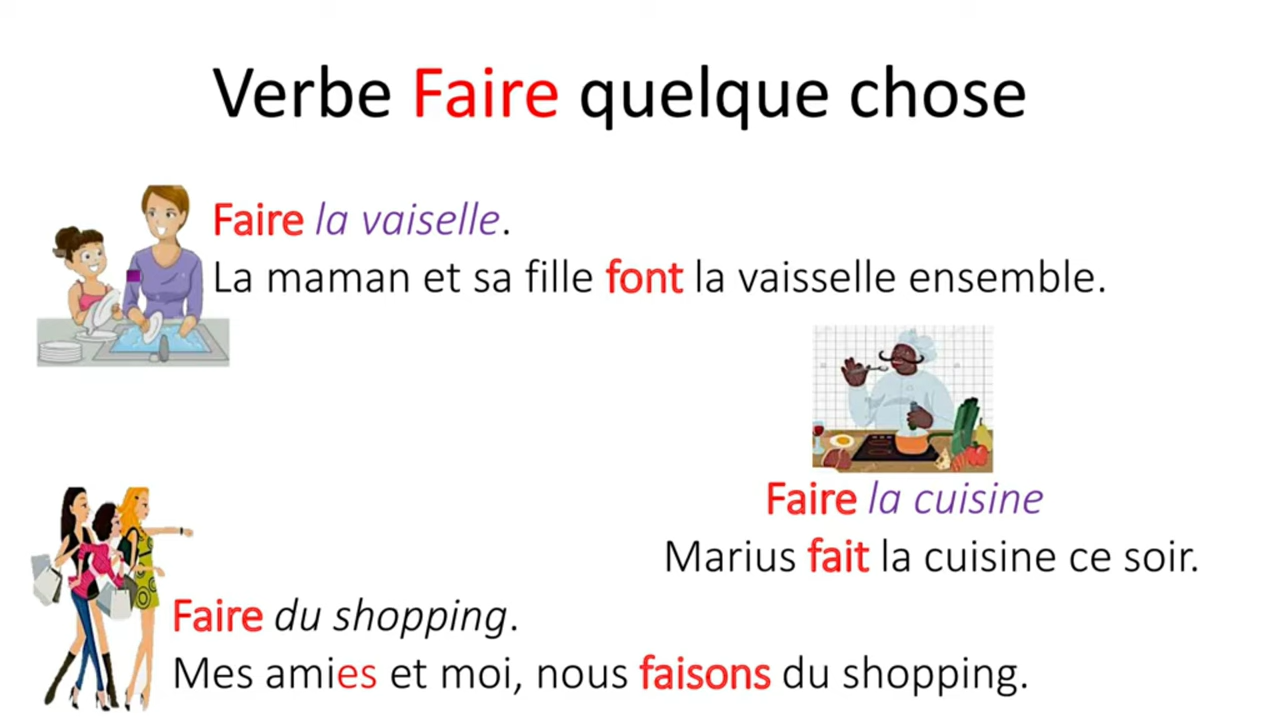 Verbe Faire quelque chose
Faire la vaiselle.
La maman et sa fille font la vaisselle ensemble.
Faire la cuisine
Marius fait la cuisine ce soir.
Faire du shopping.
Mes amies et moi, nous faisons du shopping.